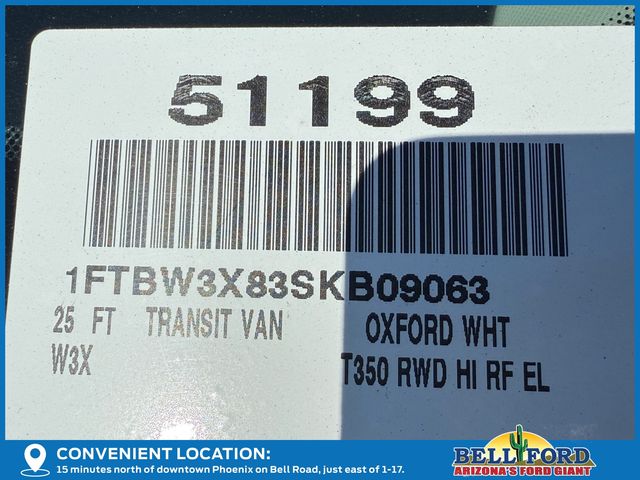 51199
1FTBW3X83SKB09063
25 FT TRANSIT VAN OXFORD WHT
W3X T350 RWD HI RF EL
CONVENIENT LOCATION:
15 minutes north of downtown Phoenix on Bell Road, just east of 1-17.
BELL FORD
ARIZONA'S FORD GIANT